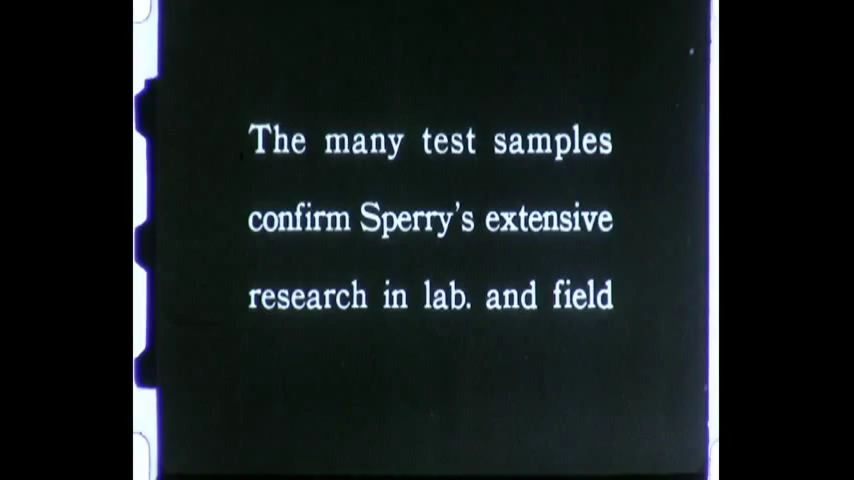 The many test samples
confirm Sperry's extensive
research in lab. and field